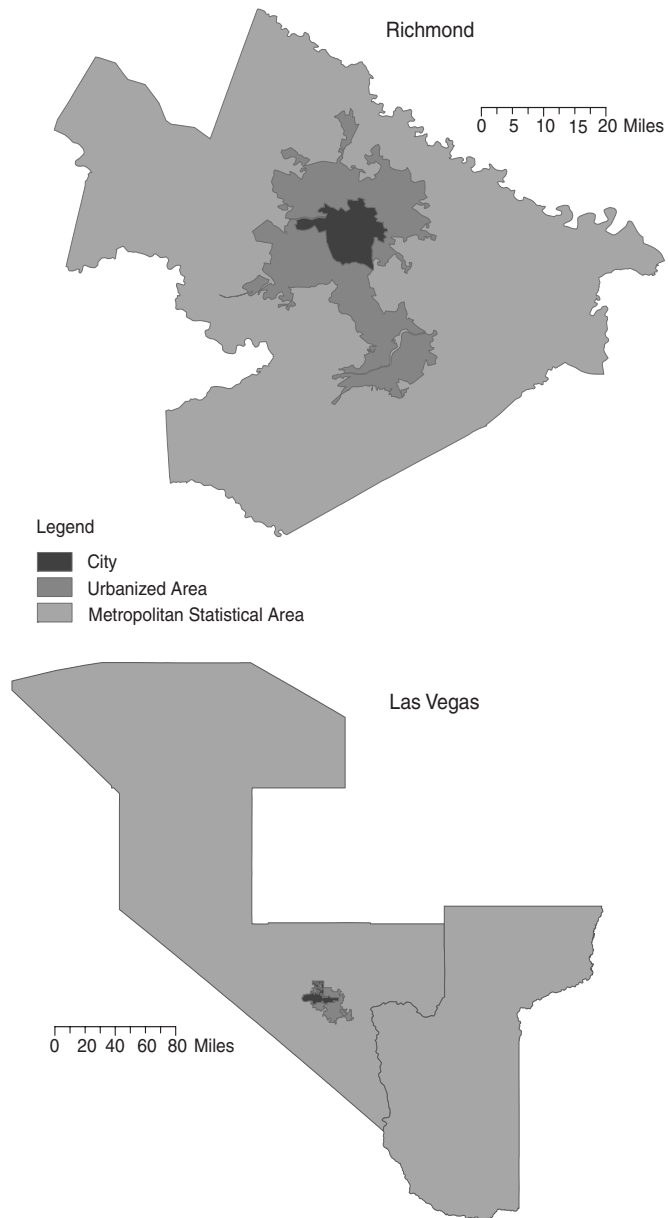 Richmond
0 5 10 15 20 Miles
Legend
City
Urbanized Area
Metropolitan Statistical Area
Las Vegas
0 20 40 60 80 Miles